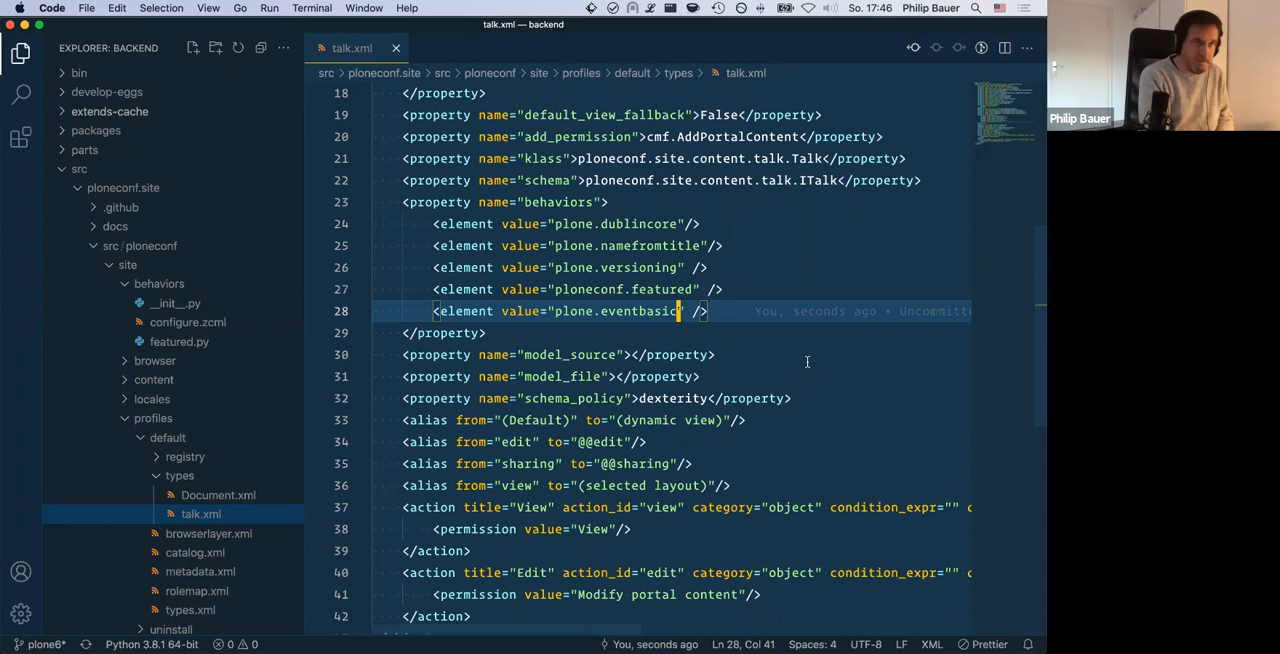 Code File Edit Selection View Go Run Terminal Window Help So. 17:46 Philip Bauer
talk.xml — backend
EXPLORER: BACKEND
talk.xml
src > ploneconf.site > src > ploneconf > site > profiles > default > types > talk.xml
bin
develop-eggs
extends-cache
packages
parts
src
ploneconf.site
.github
docs
src/ploneconf
site
behaviors
__init__.py
configure.zcml
featured.py
browser
content
locales
profiles
default
registry
types
Document.xml
talk.xml
browserlayer.xml
catalog.xml
metadata.xml
rolemap.xml
types.xml
uninstall
18 </property>
19 <property name="default_view_fallback">False</property>
20 <property name="add_permission">cmf.AddPortalContent</property>
21 <property name="klass">ploneconf.site.content.talk.Talk</property>
22 <property name="schema">ploneconf.site.content.talk.ITalk</property>
23 <property name="behaviors">
24 <element value="plone.dublincore"/>
25 <element value="plone.namefromtitle"/>
26 <element value="plone.versioning" />
27 <element value="ploneconf.featured" />
28 <element value="plone.eventbasic" /> You, seconds ago • Uncommitte
29 </property>
30 <property name="model_source"></property>
31 <property name="model_file"></property>
32 <property name="schema_policy">dexterity</property>
33 <alias from="(Default)" to="(dynamic view)"/>
34 <alias from="edit" to="@@edit"/>
35 <alias from="sharing" to="@@sharing"/>
36 <alias from="view" to="(selected layout)"/>
37 <action title="View" action_id="view" category="object" condition_expr=""
38 <permission value="View"/>
39 </action>
40 <action title="Edit" action_id="edit" category="object" condition_expr=""
41 <permission value="Modify portal content"/>
42 </action>
plone6* Python 3.8.1 64-bit 0 0 You, seconds ago Ln 28, Col 41 Spaces: 4 UTF-8 LF XML Prettier
Philip Bauer